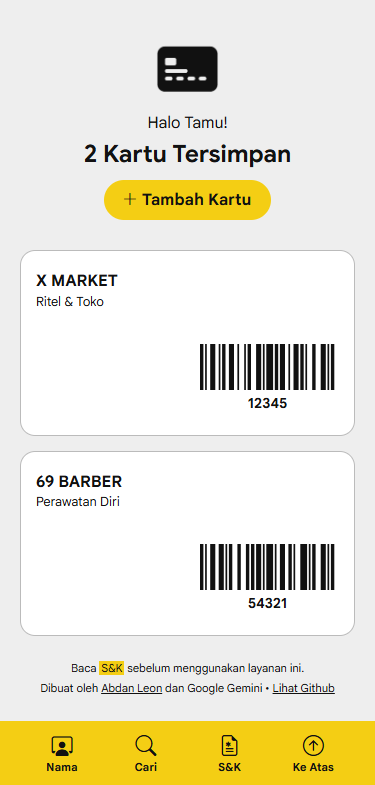 Halo Tamu!
2 Kartu Tersimpan
+ Tambah Kartu
X MARKET
Ritel & Toko
12345
69 BARBER
Perawatan Diri
54321
Baca S&K sebelum menggunakan layanan ini.
Dibuat oleh Abdan Leon dan Google Gemini • Lihat Github
Nama Cari S&K Ke Atas